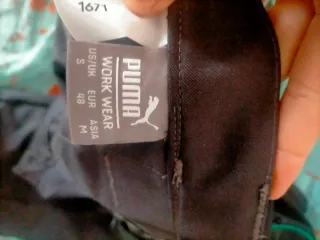 1671
PUMA
WORK WEAR
US/UK EUR ASIA
S 48 M